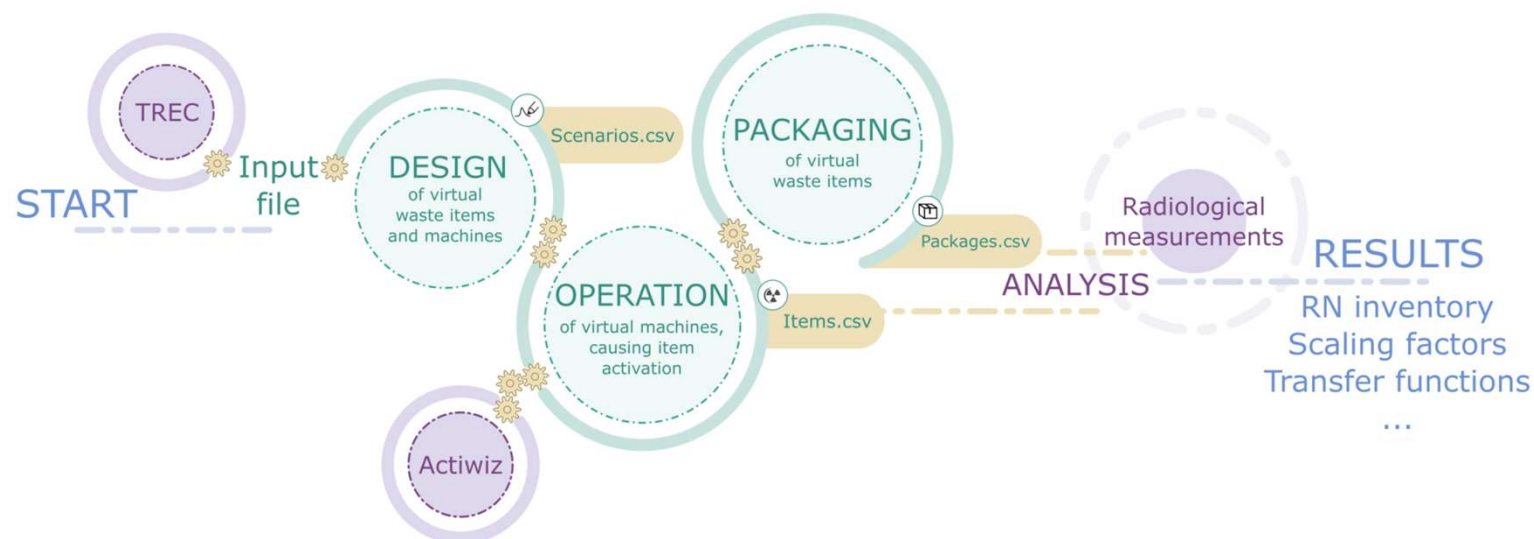 TREC
START
Input
file
DESIGN
of virtual
waste items
and machines
Scenarios.csv
OPERATION
of virtual machines,
causing item
activation
Actiwiz
PACKAGING
of virtual
waste items
Packages.csv
Items.csv
ANALYSIS
Radiological
measurements
RESULTS
RN inventory
Scaling factors
Transfer functions
...